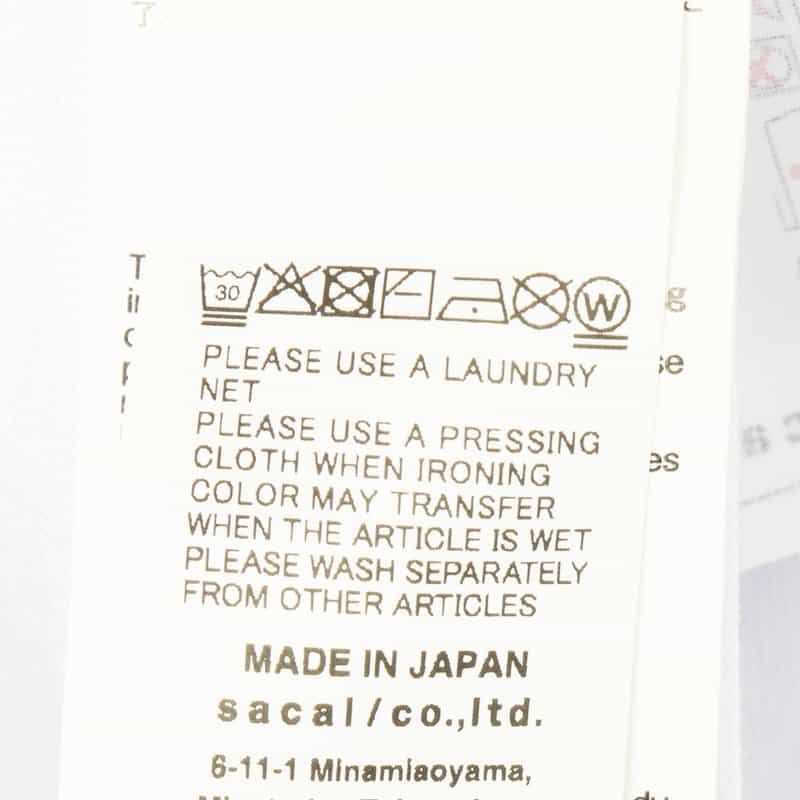 30
W
PLEASE USE A LAUNDRY
NET
PLEASE USE A PRESSING
CLOTH WHEN IRONING
COLOR MAY TRANSFER
WHEN THE ARTICLE IS WET
PLEASE WASH SEPARATELY
FROM OTHER ARTICLES
MADE IN JAPAN
sacal/co.,ltd.
6-11-1 Minamiaoyama,